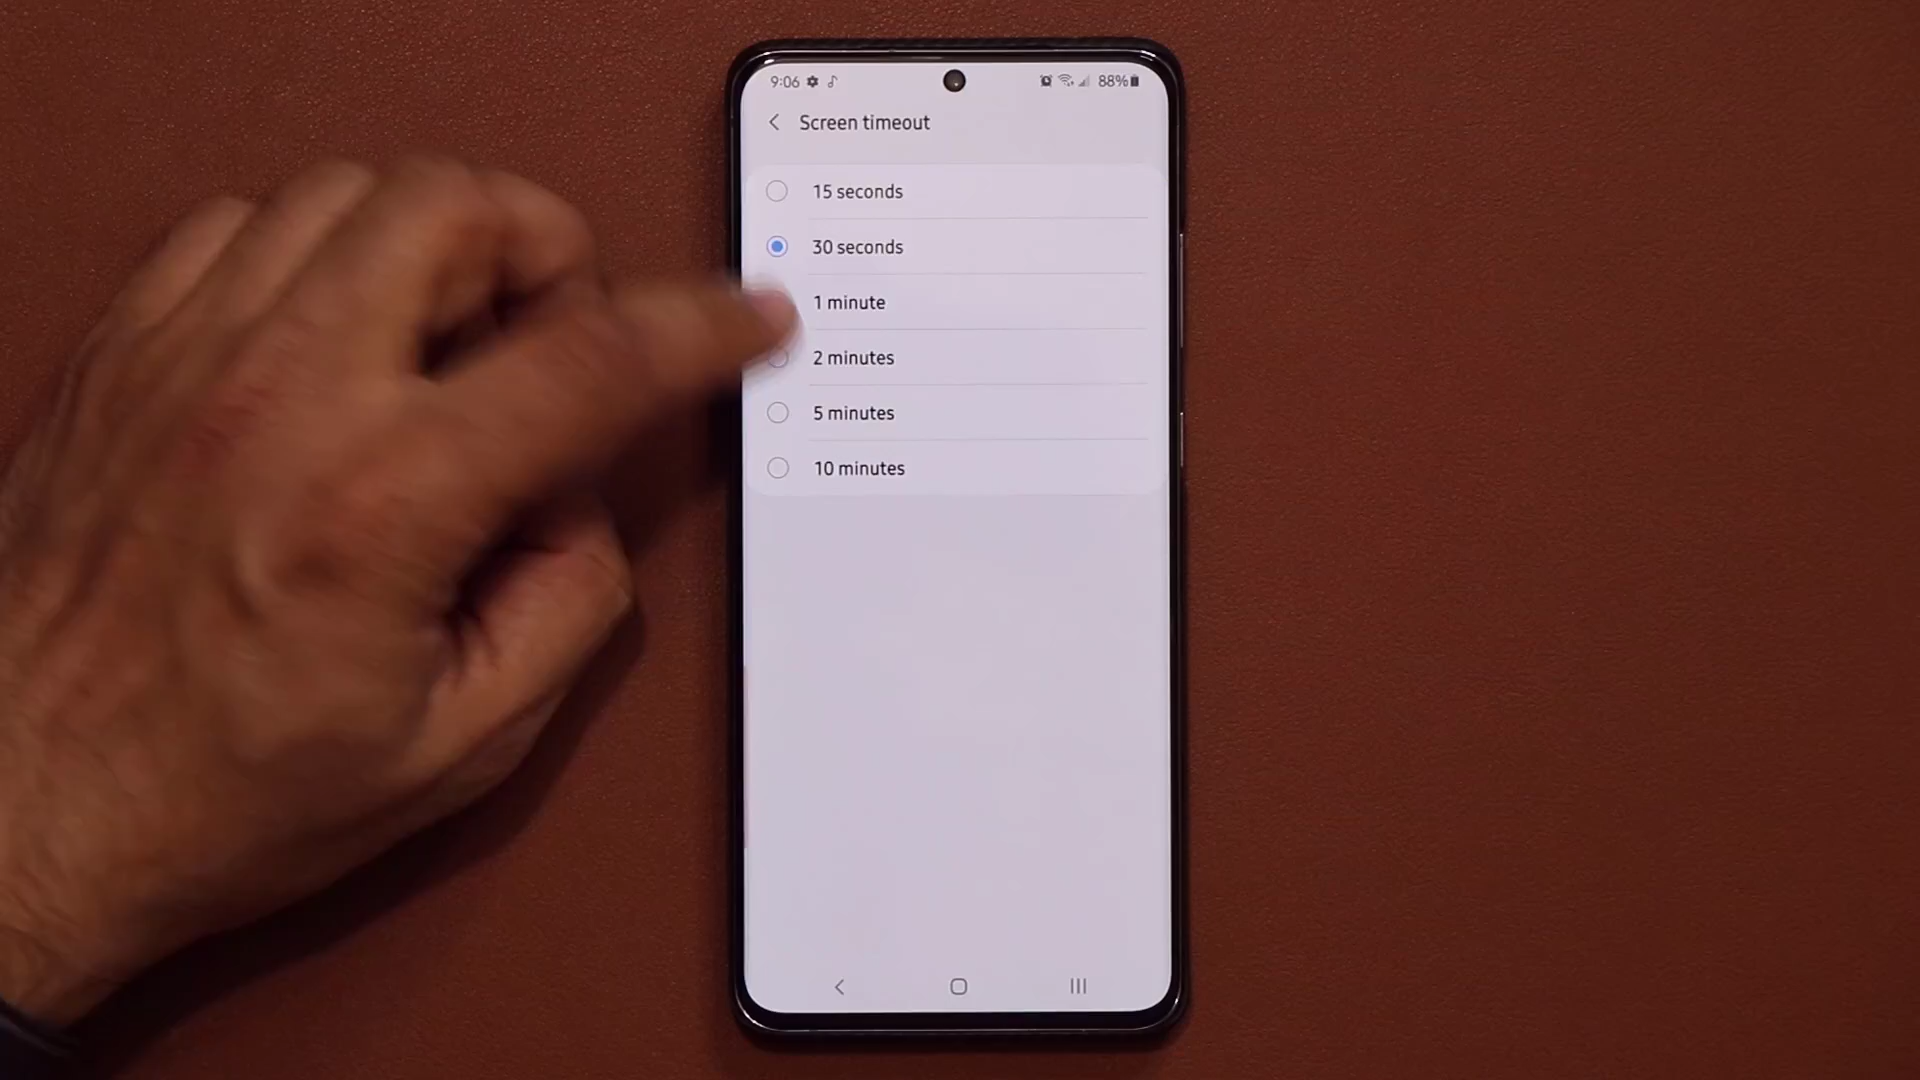 9:06 88%
Screen timeout
15 seconds
30 seconds
1 minute
2 minutes
5 minutes
10 minutes